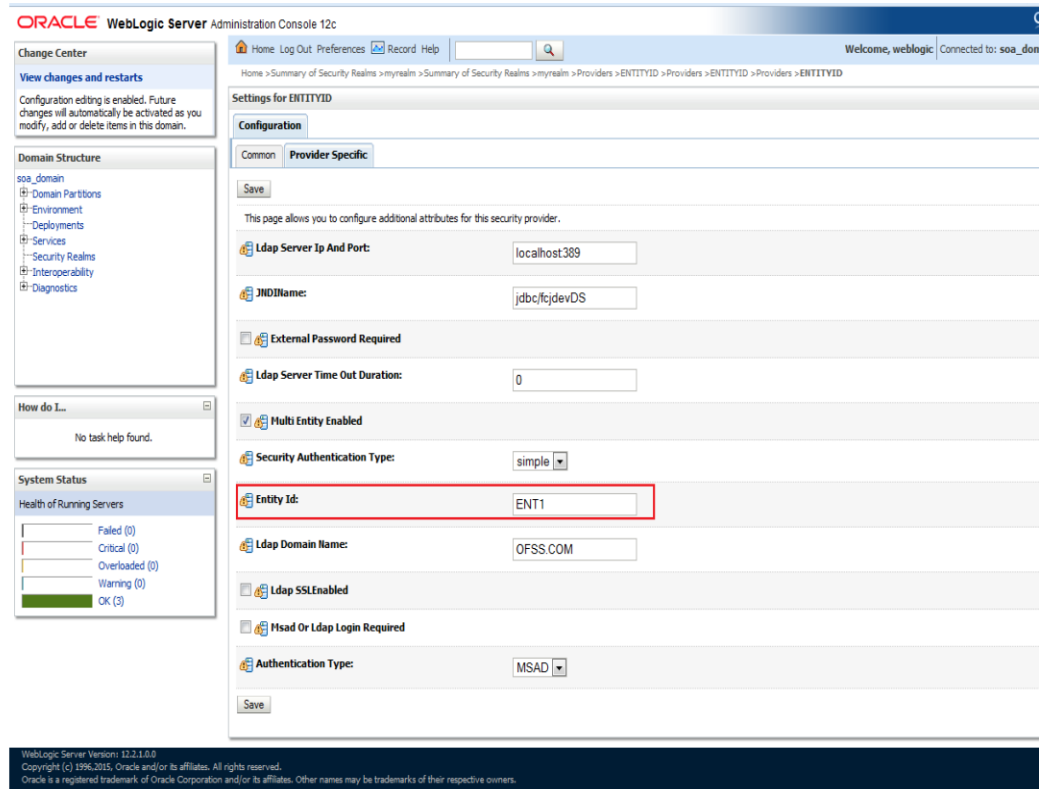 ORACLE WebLogic Server Administration Console 12c
Change Center
View changes and restarts
Configuration editing is enabled. Future
changes will automatically be activated as you
modify, add or delete items in this domain.
Domain Structure
soa_domain
Domain Partitions
Environment
Deployments
Services
Security Realms
Interoperability
Diagnostics
How do I...
No task help found.
System Status
Health of Running Servers
Failed (0)
Critical (0)
Overloaded (0)
Warning (0)
OK (3)
Home Log Out Preferences Record Help
Welcome, weblogic Connected to: soa_don
Home >Summary of Security Realms >myrealm >Summary of Security Realms >myrealm >Providers >ENTITYID >Providers >ENTITYID >Providers >ENTITYID
Settings for ENTITYID
Configuration
Common Provider Specific
Save
This page allows you to configure additional attributes for this security provider.
Ldap Server Ip And Port: localhost:389
JNDIName: jdbc/fcjdevDS
External Password Required
Ldap Server Time Out Duration: 0
Multi Entity Enabled
Security Authentication Type: simple
Entity Id: ENT1
Ldap Domain Name: OFSS.COM
Ldap SSLEnabled
Msad Or Ldap Login Required
Authentication Type: MSAD
Save
WebLogic Server Version: 12.2.1.0.0
Copyright (c) 1996,2015, Oracle and/or its affiliates. All rights reserved.
Oracle is a registered trademark of Oracle Corporation and/or its affiliates. Other names may be trademarks of their respective owners.